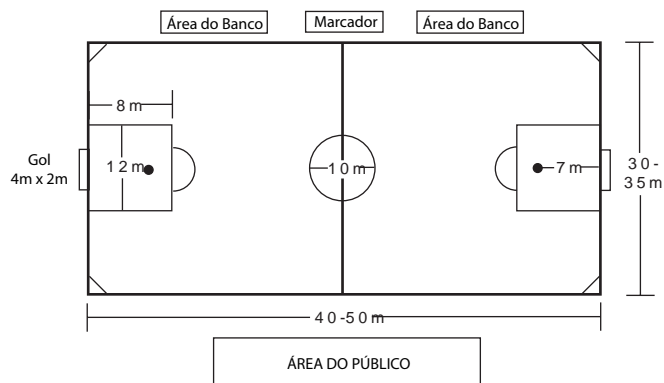 Área do Banco
Marcador
Área do Banco
8 m
Gol
4m x 2m
1 2 m
1 0 m
7 m
3 0 -
3 5 m
4 0 -5 0 m
ÁREA DO PÚBLICO